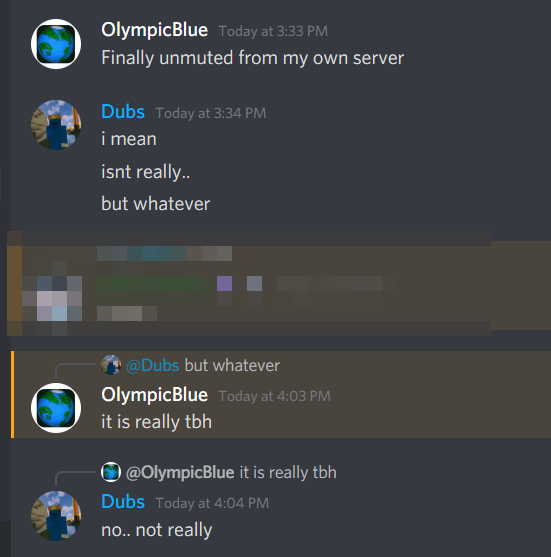 OlympicBlue Today at 3:33 PM
Finally unmuted from my own server
Dubs Today at 3:34 PM
i mean
isnt really..
but whatever
@Dubs but whatever
OlympicBlue Today at 4:03 PM
it is really tbh
@OlympicBlue it is really tbh
Dubs Today at 4:04 PM
no.. not really